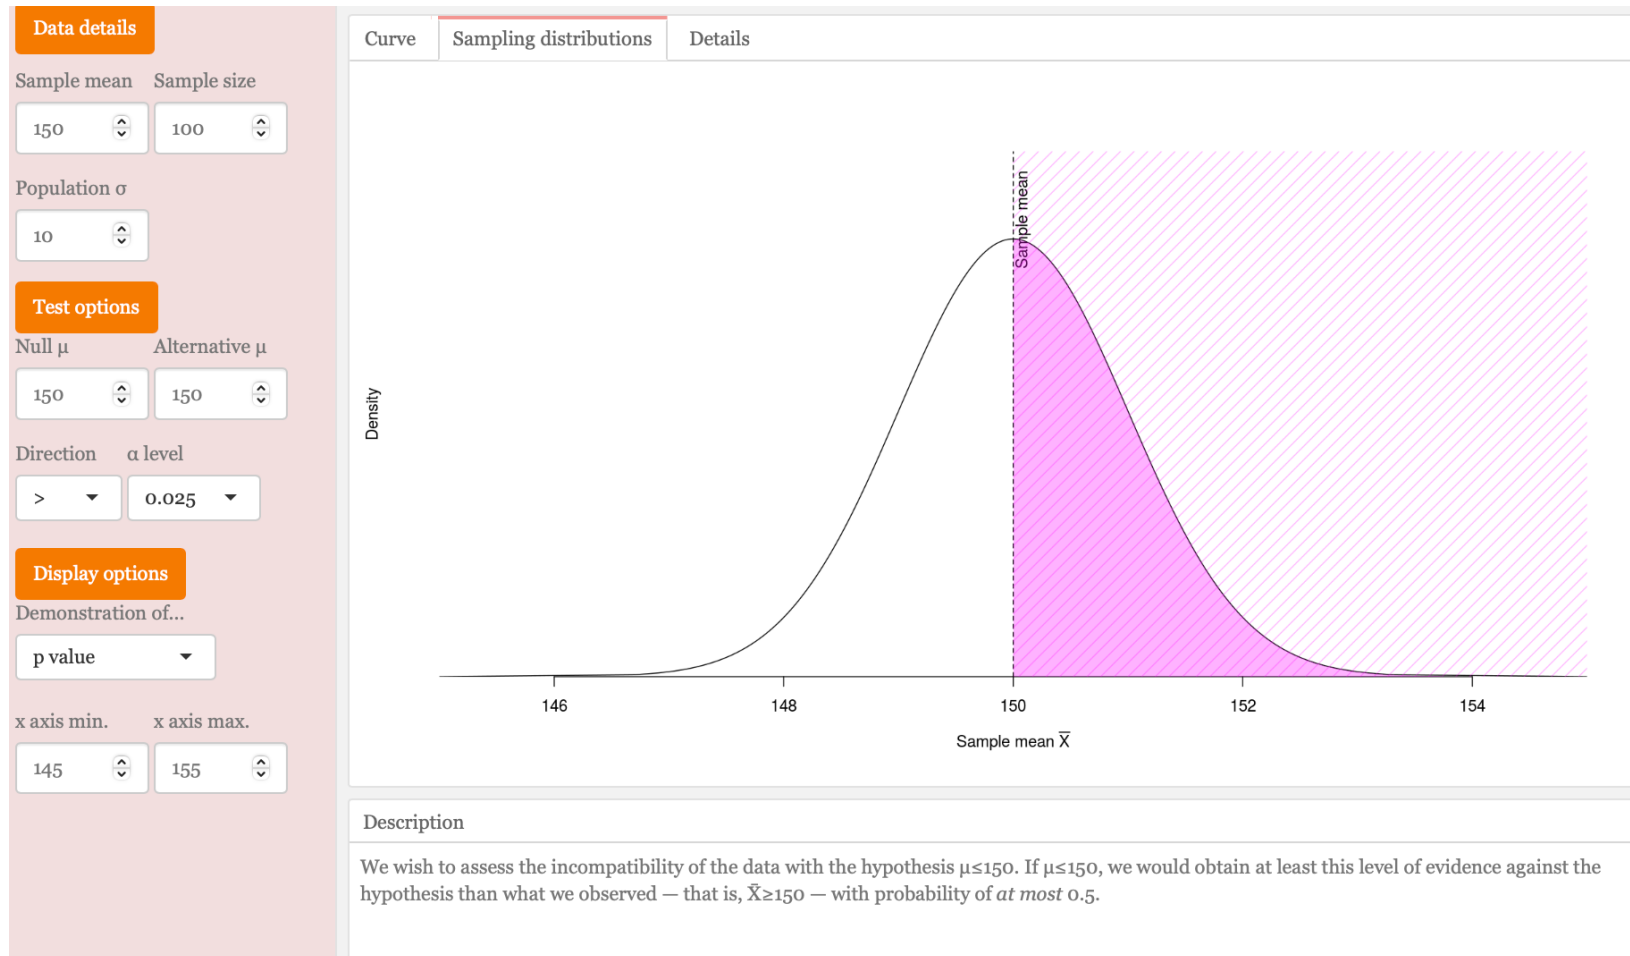 Data details
Sample mean Sample size
150 100
Population σ
10
Test options
Null μ Alternative μ
150 150
Direction α level
> 0.025
Display options
Demonstration of...
p value
x axis min. x axis max.
145 155
Curve Sampling distributions Details
Sample mean
Density
146 148 150 152 154
Sample mean X̅
Description
We wish to assess the incompatibility of the data with the hypothesis μ≤150. If μ≤150, we would obtain at least this level of evidence against the
hypothesis than what we observed — that is, X̄≥150 — with probability of at most 0.5.